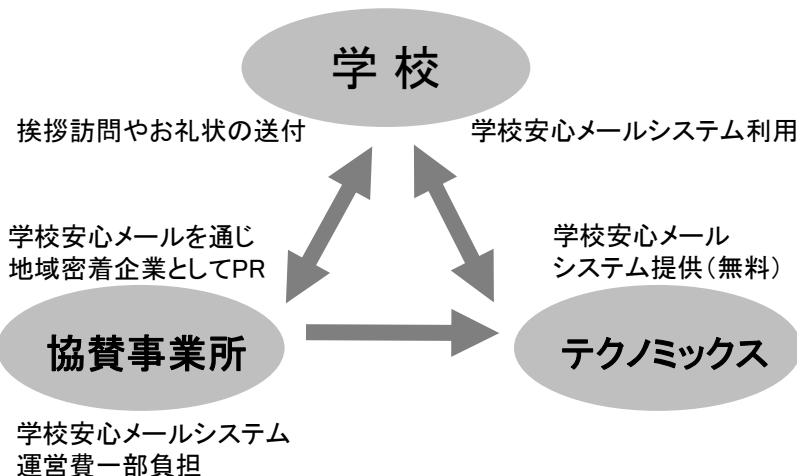 学 校
挨拶訪問やお礼状の送付
学校安心メールシステム利用
学校安心メールを通じ
地域密着企業としてPR
学校安心メール
システム提供（無料）
協賛事業所
テクノミックス
学校安心メールシステム
運営費一部負担